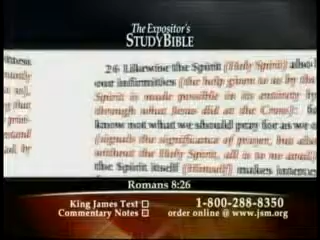 The Expositor's
STUDY BIBLE
26 Likewise the Spirit (Holy Spirit) also
our infirmities (the help given to us by the
Spirit is made possible in its entirety by
through what Jesus did at the Cross):
know not what we should pray for as we
(signals the significance of prayer, but also
without the Holy Spirit, all is to no avail)
the Spirit itself (Himself) makes
Romans 8:26
King James Text
Commentary Notes
1-800-288-8350
order online @ www.jsm.org